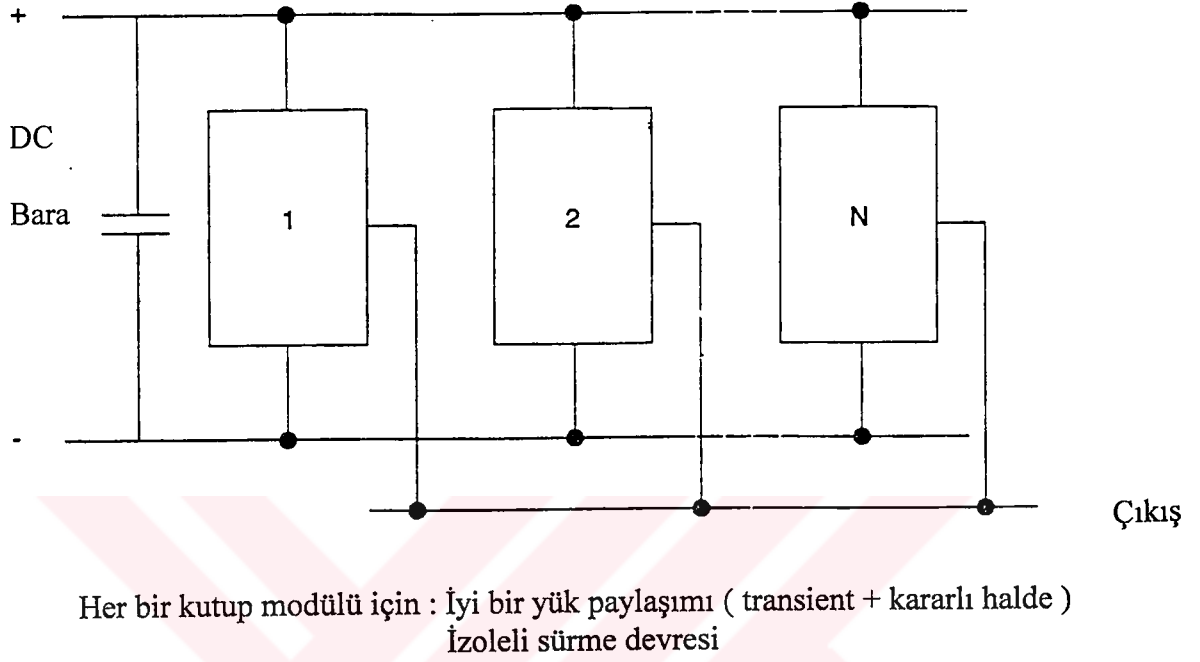 +
DC
Bara
1
2
N
-
Çıkış
Her bir kutup modülü için : İyi bir yük paylaşımı ( transient + kararlı halde )
İzoleli sürme devresi